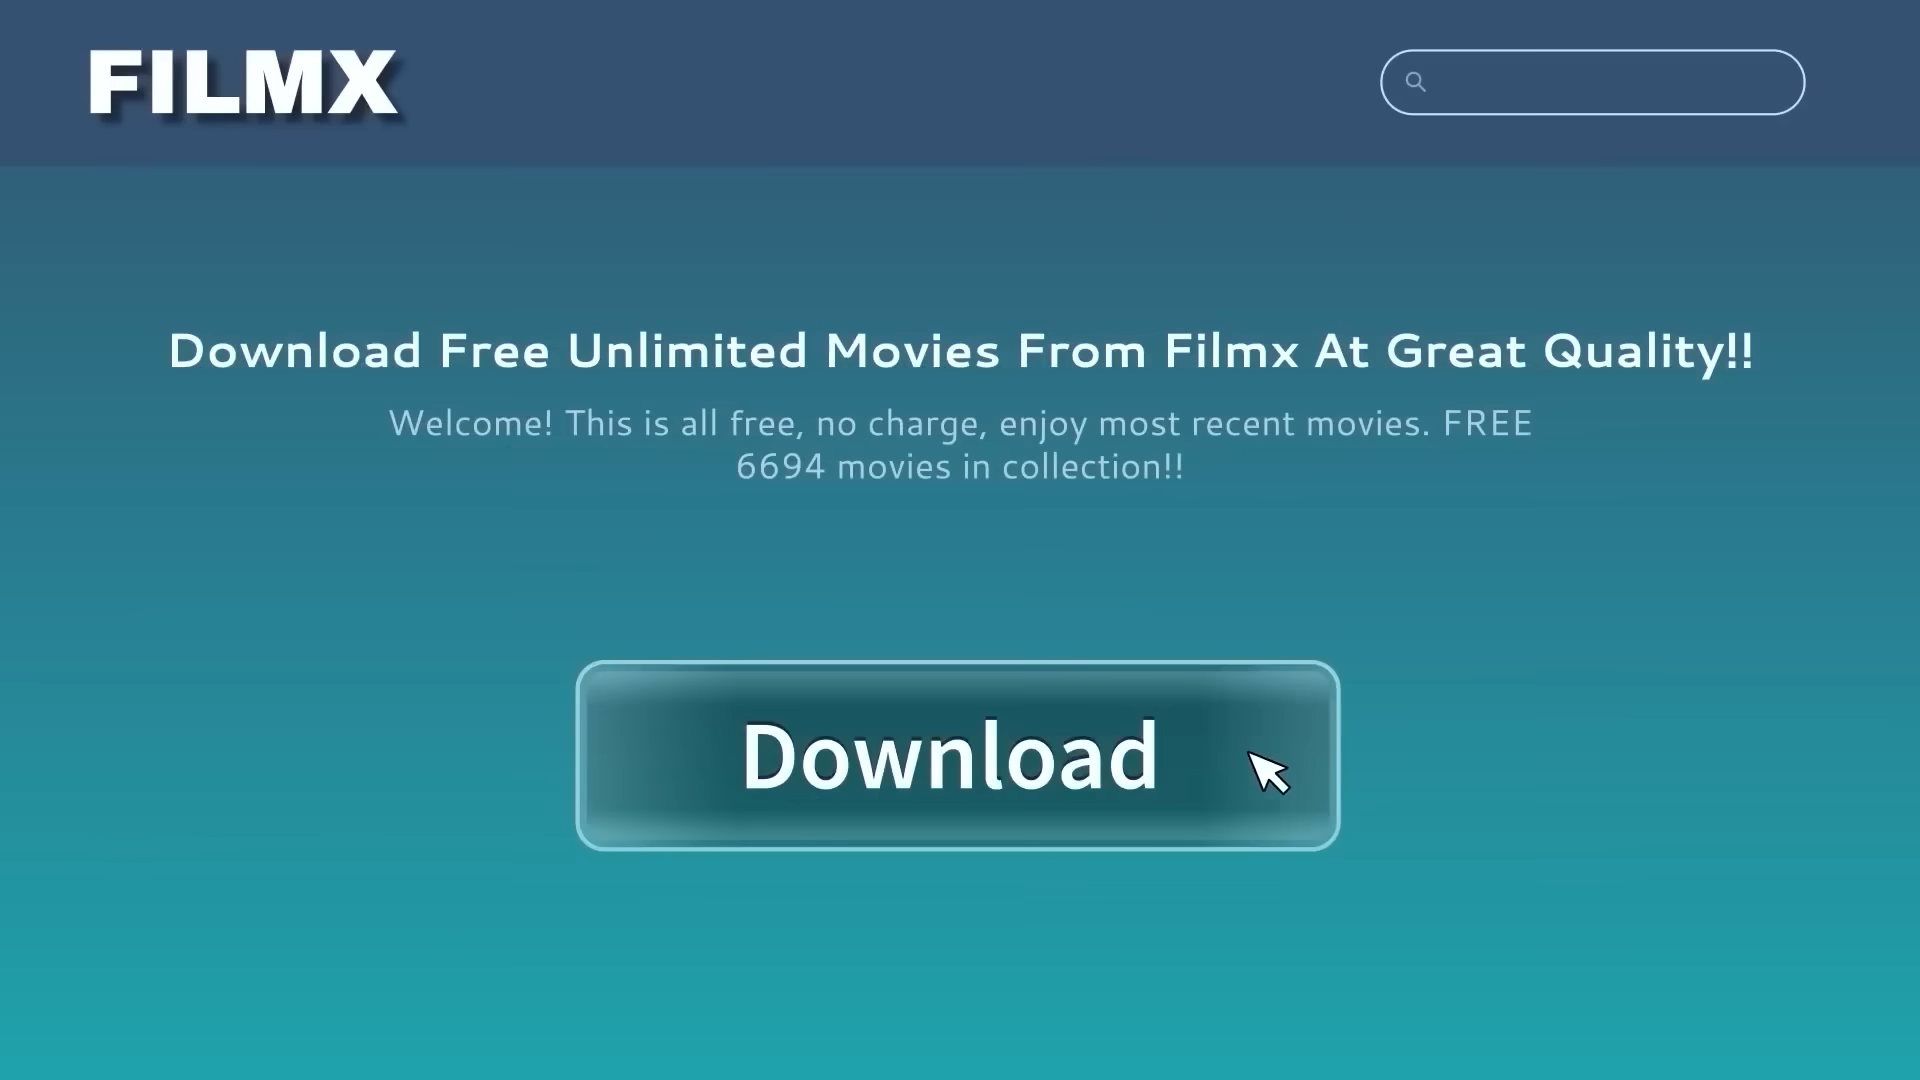 FILMX
Download Free Unlimited Movies From Filmx At Great Quality!!
Welcome! This is all free, no charge, enjoy most recent movies. FREE
6694 movies in collection!!
Download